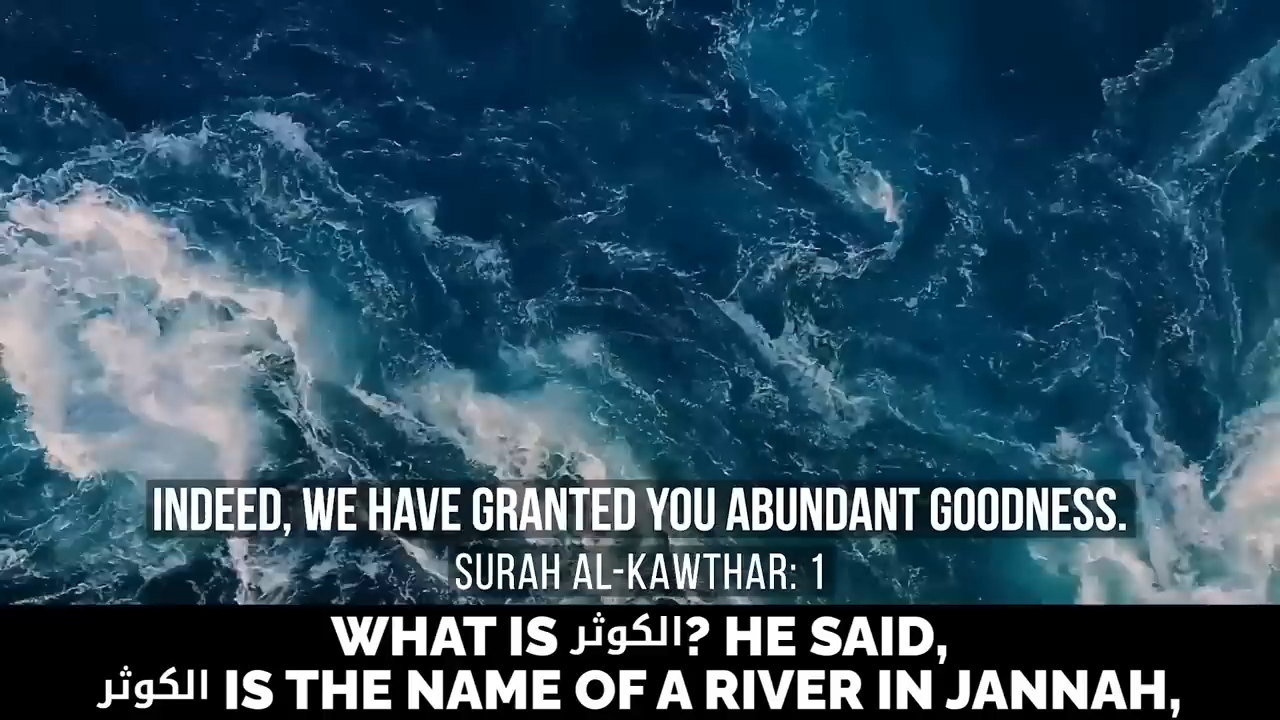 INDEED, WE HAVE GRANTED YOU ABUNDANT GOODNESS.
SURAH AL-KAWTHAR: 1
WHAT IS الكوثر? HE SAID,
الكوثر IS THE NAME OF A RIVER IN JANNAH,